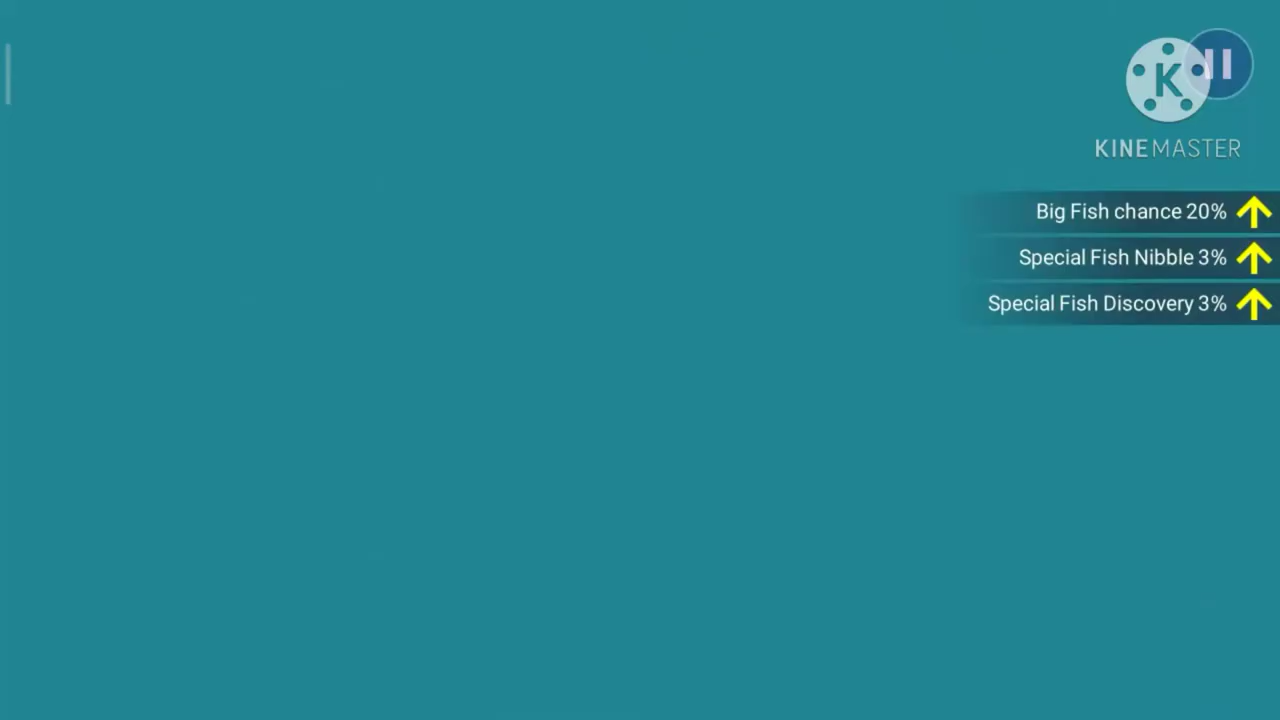 K
KINEMASTER
Big Fish chance 20%
Special Fish Nibble 3%
Special Fish Discovery 3%